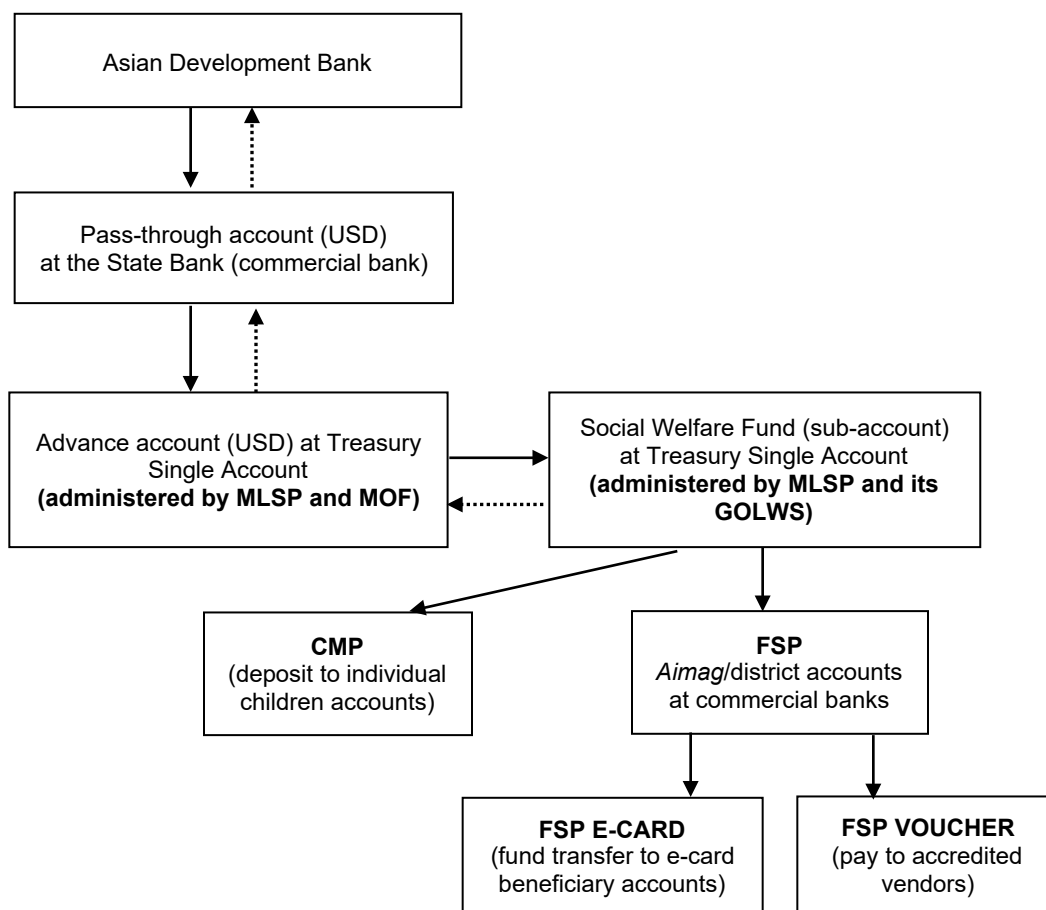 Asian Development Bank
Pass-through account (USD)
at the State Bank (commercial bank)
Advance account (USD) at Treasury
Single Account
(administered by MLSP and MOF)
Social Welfare Fund (sub-account)
at Treasury Single Account
(administered by MLSP and its
GOLWS)
CMP
(deposit to individual
children accounts)
FSP
Aimag/district accounts
at commercial banks
FSP E-CARD
(fund transfer to e-card
beneficiary accounts)
FSP VOUCHER
(pay to accredited
vendors)